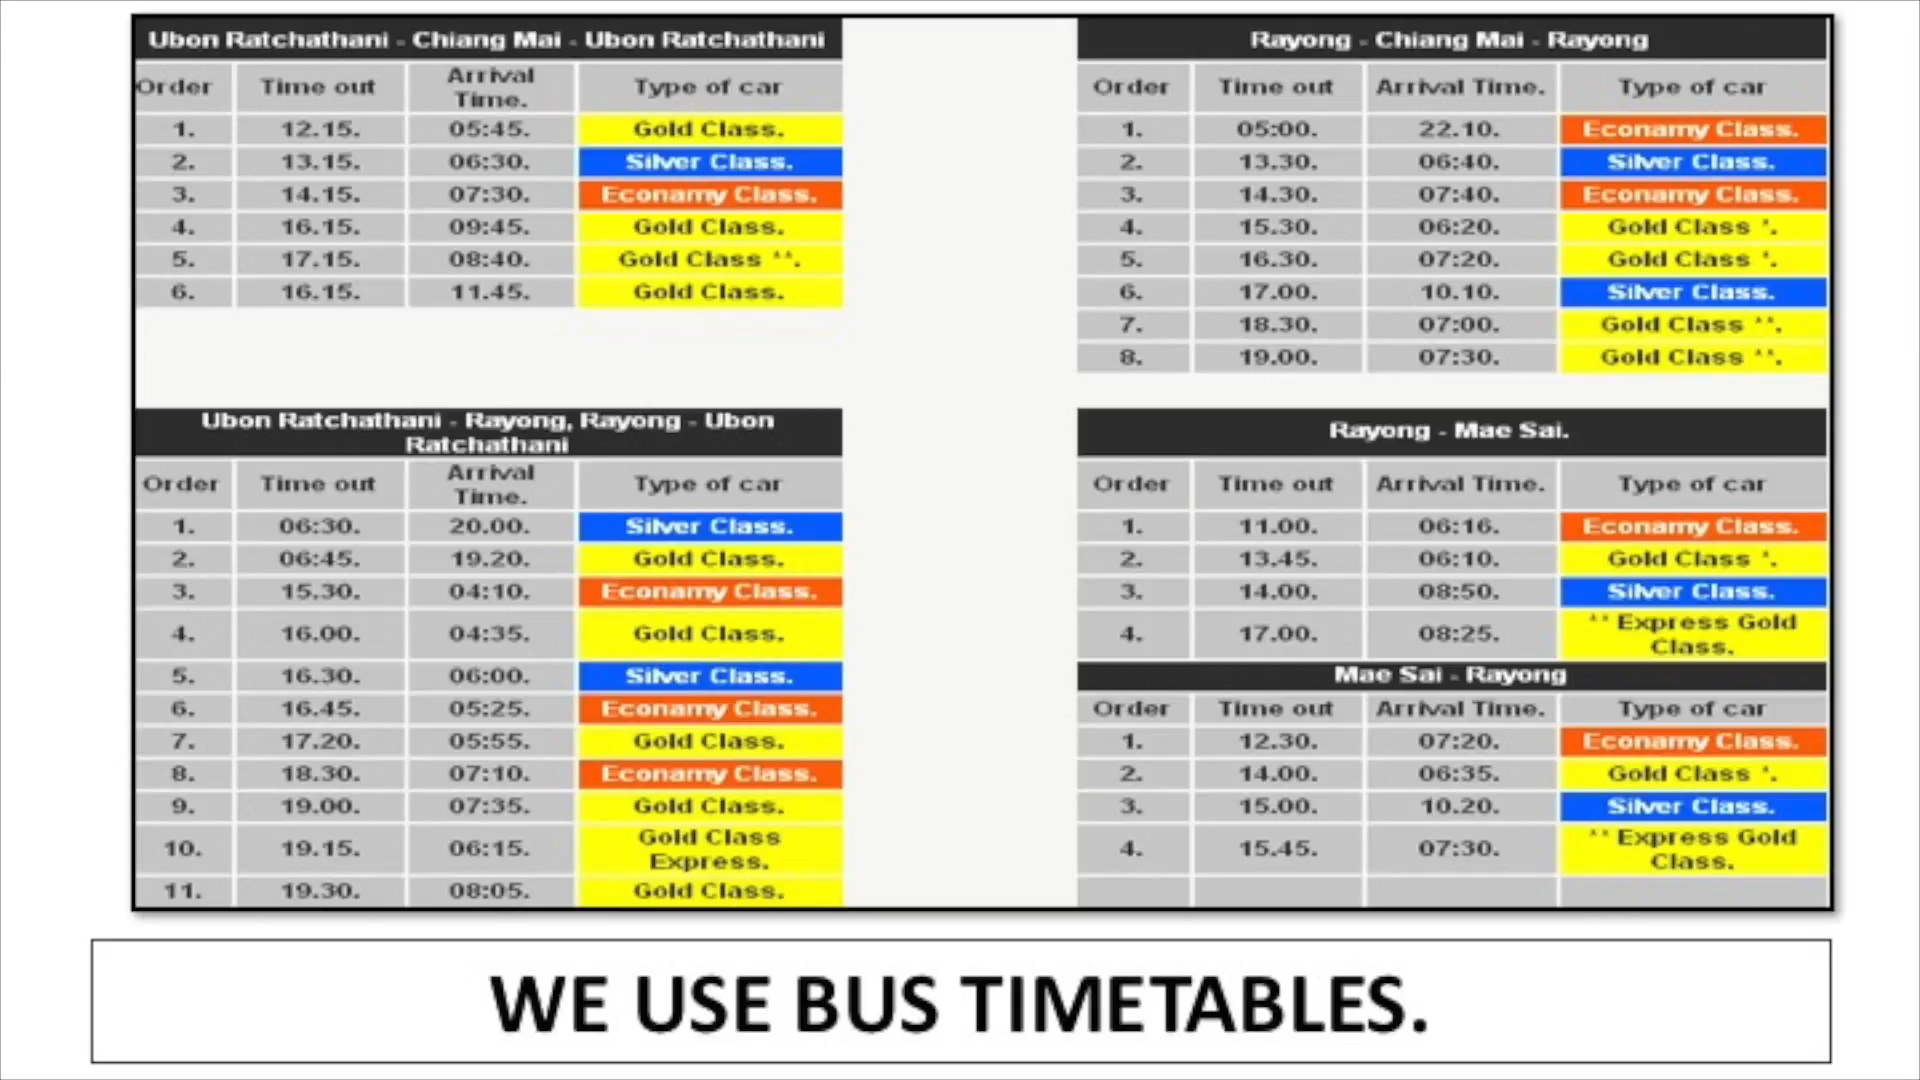 Ubon Ratchathani - Chiang Mai - Ubon Ratchathani
Order Time out Arrival Time. Type of car
1. 12.15. 05:45. Gold Class.
2. 13.15. 06:30. Silver Class.
3. 14.15. 07:30. Econamy Class.
4. 16.15. 09:45. Gold Class.
5. 17.15. 08:40. Gold Class **.
6. 16.15. 11.45. Gold Class.
Rayong - Chiang Mai - Rayong
Order Time out Arrival Time. Type of car
1. 05:00. 22.10. Econamy Class.
2. 13.30. 06:40. Silver Class.
3. 14.30. 07:40. Econamy Class.
4. 15.30. 06:20. Gold Class *.
5. 16.30. 07:20. Gold Class *.
6. 17.00. 10.10. Silver Class.
7. 18.30. 07:00. Gold Class **.
8. 19.00. 07:30. Gold Class **.
Ubon Ratchathani - Rayong, Rayong - Ubon
Ratchathani
Order Time out Arrival Time. Type of car
1. 06:30. 20.00. Silver Class.
2. 06:45. 19.20. Gold Class.
3. 15.30. 04:10. Econamy Class.
4. 16.00. 04:35. Gold Class.
5. 16.30. 06:00. Silver Class.
6. 16.45. 05:25. Econamy Class.
7. 17.20. 05:55. Gold Class.
8. 18.30. 07:10. Econamy Class.
9. 19.00. 07:35. Gold Class.
10. 19.15. 06:15. Gold Class Express.
11. 19.30. 08:05. Gold Class.
Rayong - Mae Sai.
Order Time out Arrival Time. Type of car
1. 11.00. 06:16. Econamy Class.
2. 13.45. 06:10. Gold Class *.
3. 14.00. 08:50. Silver Class.
4. 17.00. 08:25. ** Express Gold Class.
Mae Sai - Rayong
Order Time out Arrival Time. Type of car
1. 12.30. 07:20. Econamy Class.
2. 14.00. 06:35. Gold Class *.
3. 15.00. 10.20. Silver Class.
4. 15.45. 07:30. ** Express Gold Class.
WE USE BUS TIMETABLES.